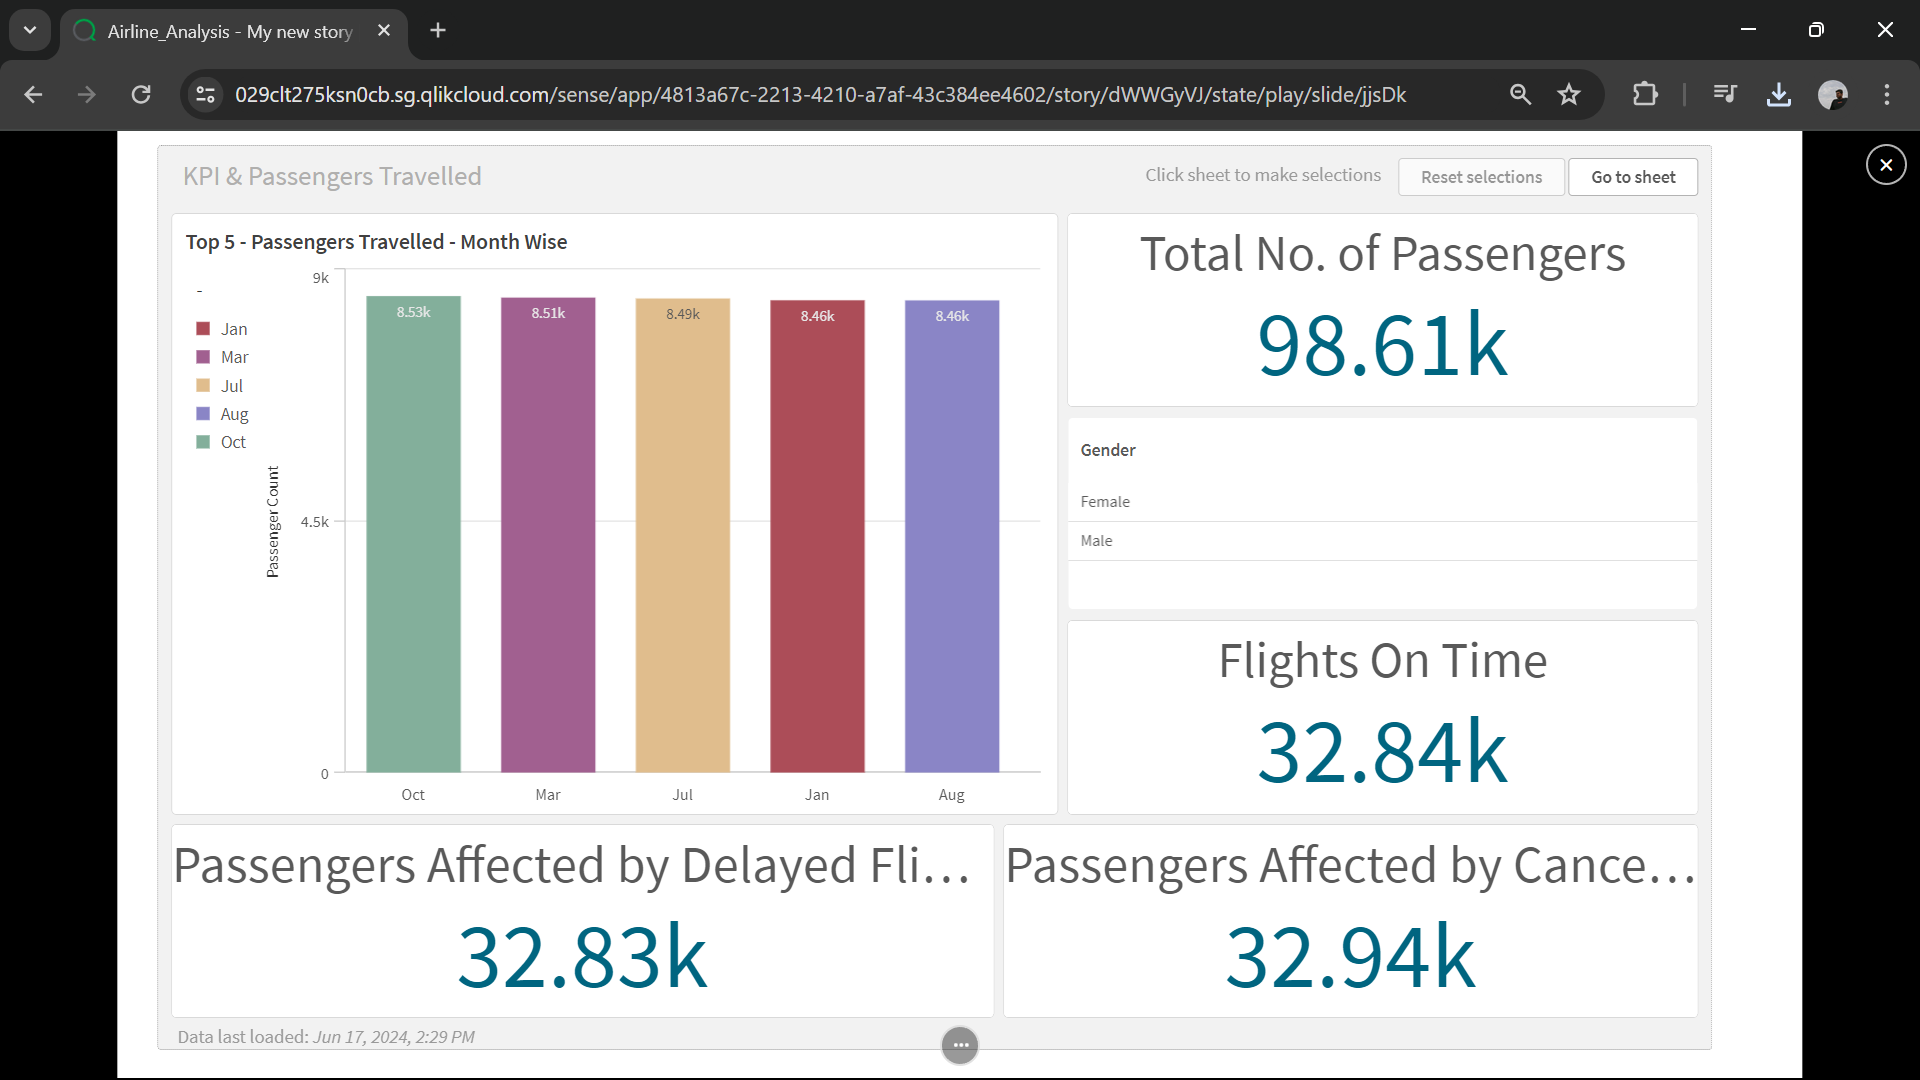 Airline_Analysis - My new story
029clt275ksn0cb.sg.qlikcloud.com/sense/app/4813a67c-2213-4210-a7af-43c384ee4602/story/dWWGyVJ/state/play/slide/jjsDk
KPI & Passengers Travelled
Click sheet to make selections
Reset selections
Go to sheet
Top 5 - Passengers Travelled - Month Wise
-
Jan
Mar
Jul
Aug
Oct
Passenger Count
9k
4.5k
0
8.53k
8.51k
8.49k
8.46k
8.46k
Oct
Mar
Jul
Jan
Aug
Total No. of Passengers
98.61k
Gender
Female
Male
Flights On Time
32.84k
Passengers Affected by Delayed Fli...
32.83k
Passengers Affected by Cance...
32.94k
Data last loaded: Jun 17, 2024, 2:29 PM